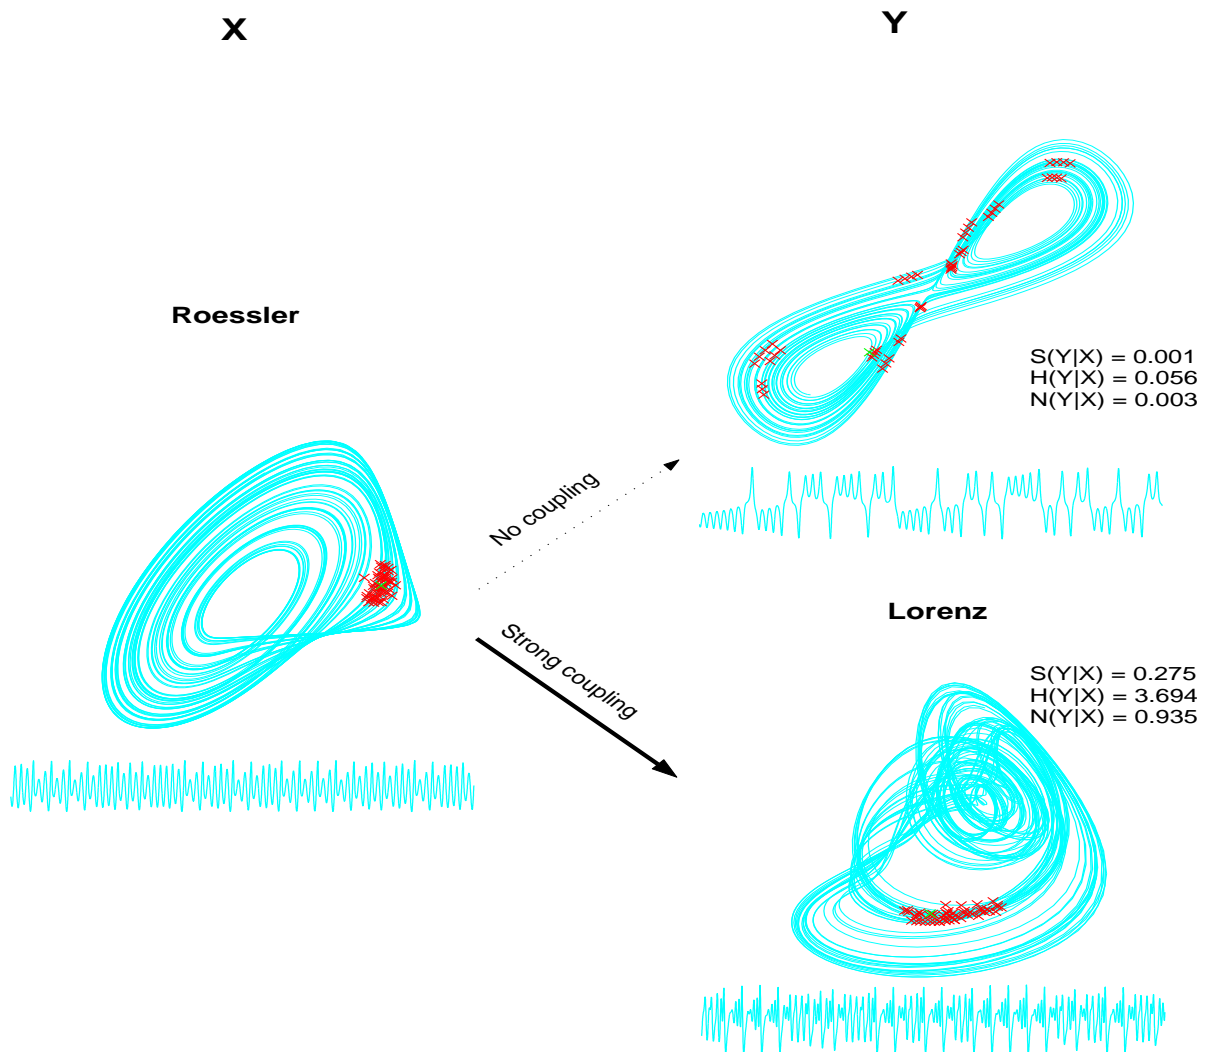 X
Y
Roessler
S(Y|X) = 0.001
H(Y|X) = 0.056
N(Y|X) = 0.003
No coupling
Strong coupling
Lorenz
S(Y|X) = 0.275
H(Y|X) = 3.694
N(Y|X) = 0.935